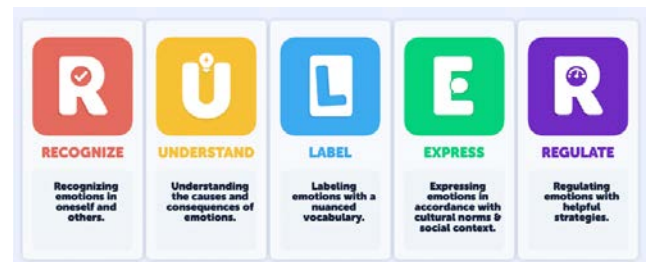 R
RECOGNIZE
Recognizing
emotions in
oneself and
others.
U
UNDERSTAND
Understanding
the causes and
consequences of
emotions.
L
LABEL
Labeling
emotions with a
nuanced
vocabulary.
E
EXPRESS
Expressing
emotions in
accordance with
cultural norms &
social context.
R
REGULATE
Regulating
emotions with
helpful
strategies.